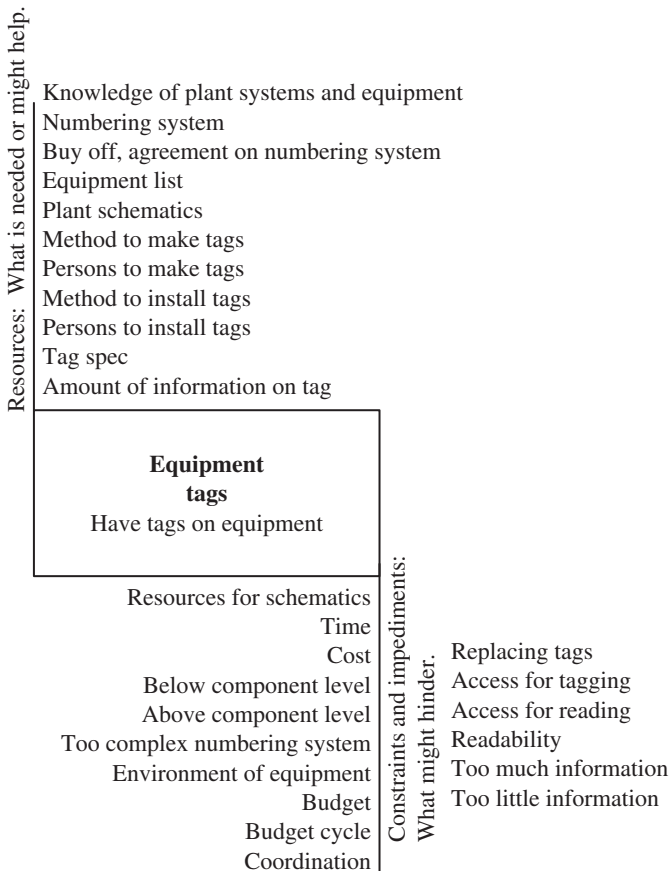 Resources: What is needed or might help.
Knowledge of plant systems and equipment
Numbering system
Buy off, agreement on numbering system
Equipment list
Plant schematics
Method to make tags
Persons to make tags
Method to install tags
Persons to install tags
Tag spec
Amount of information on tag
Equipment
tags
Have tags on equipment
Resources for schematics
Time
Cost
Below component level
Above component level
Too complex numbering system
Environment of equipment
Budget
Budget cycle
Coordination
Constraints and impediments:
What might hinder.
Replacing tags
Access for tagging
Access for reading
Readability
Too much information
Too little information